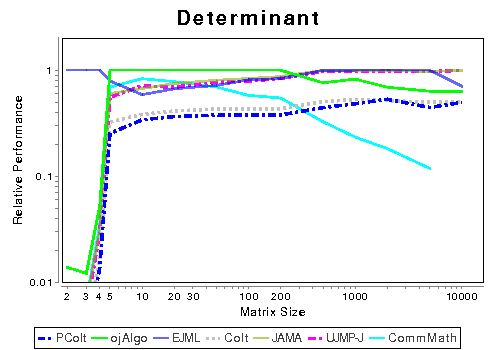 Determinant
Relative Performance
1
0.1
0.01
2 3 4 5 10 20 30 100 200 1000 10000
Matrix Size
PColt ojAlgo EJML Colt JAMA UJMP-J CommMath